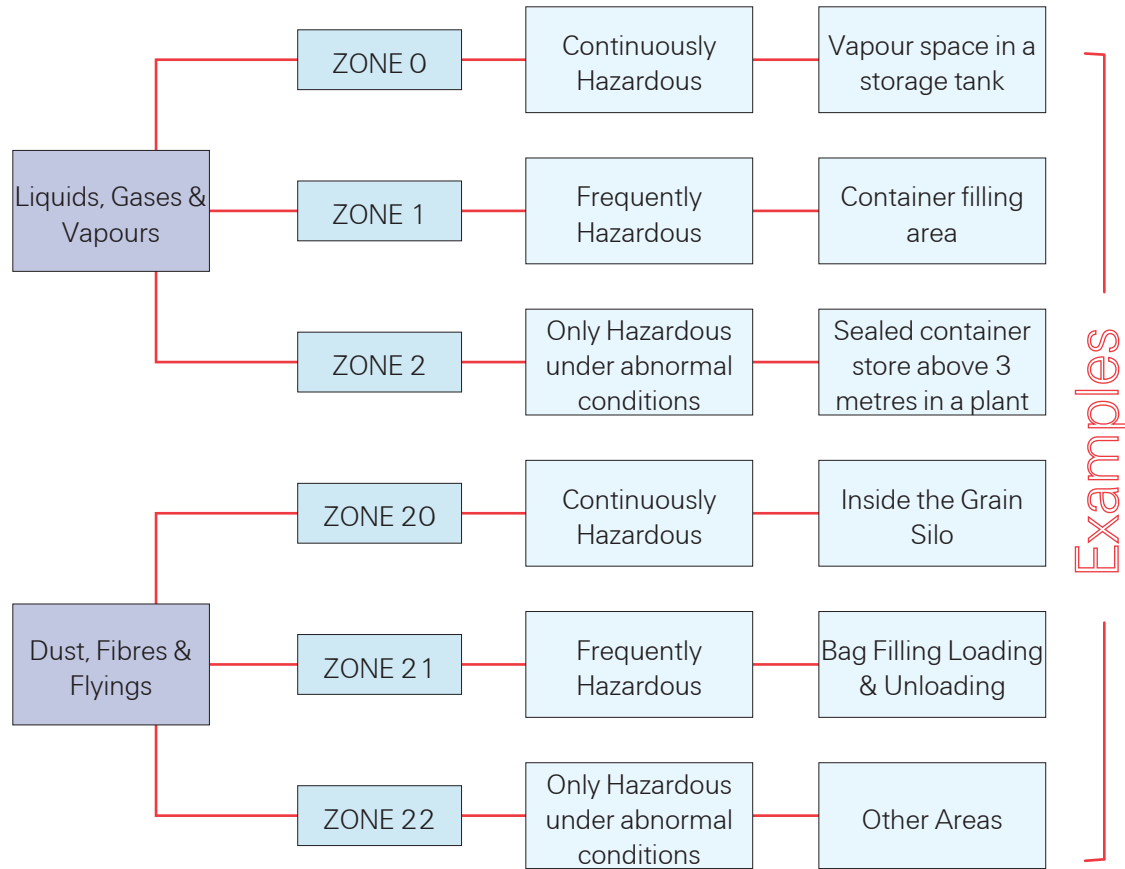 Liquids, Gases &
Vapours
ZONE 0
Continuously
Hazardous
Vapour space in a
storage tank
ZONE 1
Frequently
Hazardous
Container filling
area
ZONE 2
Only Hazardous
under abnormal
conditions
Sealed container
store above 3
metres in a plant
Dust, Fibres &
Flyings
ZONE 20
Continuously
Hazardous
Inside the Grain
Silo
ZONE 21
Frequently
Hazardous
Bag Filling Loading
& Unloading
ZONE 22
Only Hazardous
under abnormal
conditions
Other Areas
Examples